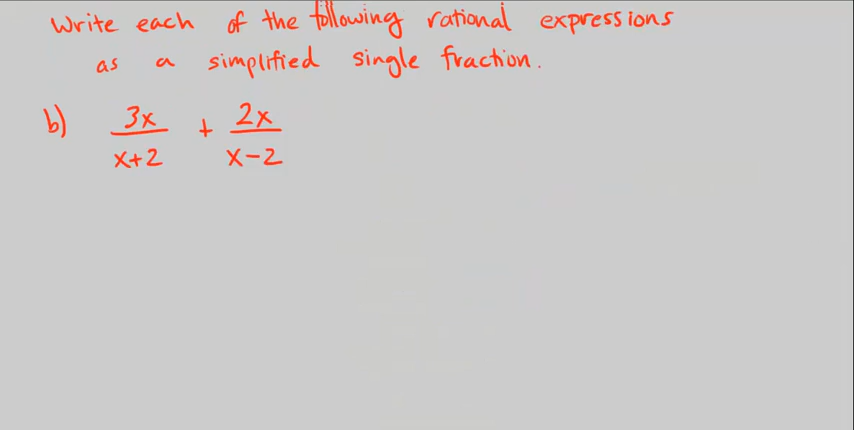 Write each of the following rational expressions
as a simplified single fraction.
b) 3x/(x+2) + 2x/(x-2)